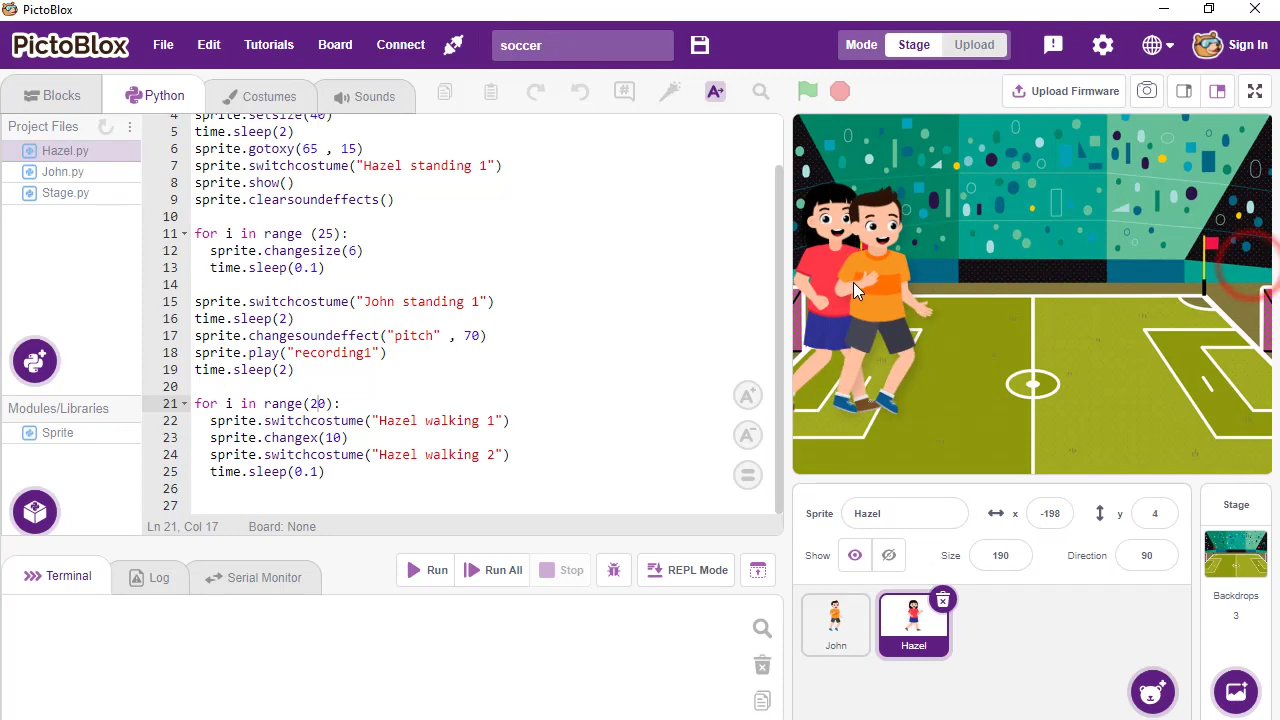 PictoBlox
PictoBlox File Edit Tutorials Board Connect soccer Mode Stage Upload Sign In
Blocks Python Costumes Sounds Upload Firmware
Project Files
Hazel.py
John.py
Stage.py
Modules/Libraries
Sprite
4 sprite.setsize(40)
5 time.sleep(2)
6 sprite.gotoxy(65 , 15)
7 sprite.switchcostume("Hazel standing 1")
8 sprite.show()
9 sprite.clearsoundeffects()
10
11 for i in range (25):
12 sprite.changesize(6)
13 time.sleep(0.1)
14
15 sprite.switchcostume("John standing 1")
16 time.sleep(2)
17 sprite.changesoundeffect("pitch" , 70)
18 sprite.play("recording1")
19 time.sleep(2)
20
21 for i in range(20):
22 sprite.switchcostume("Hazel walking 1")
23 sprite.changex(10)
24 sprite.switchcostume("Hazel walking 2")
25 time.sleep(0.1)
26
27
Ln 21, Col 17 Board: None
Terminal Log Serial Monitor Run Run All Stop REPL Mode
Sprite Hazel x -198 y 4
Show Size 190 Direction 90
John
Hazel
Stage
Backdrops
3